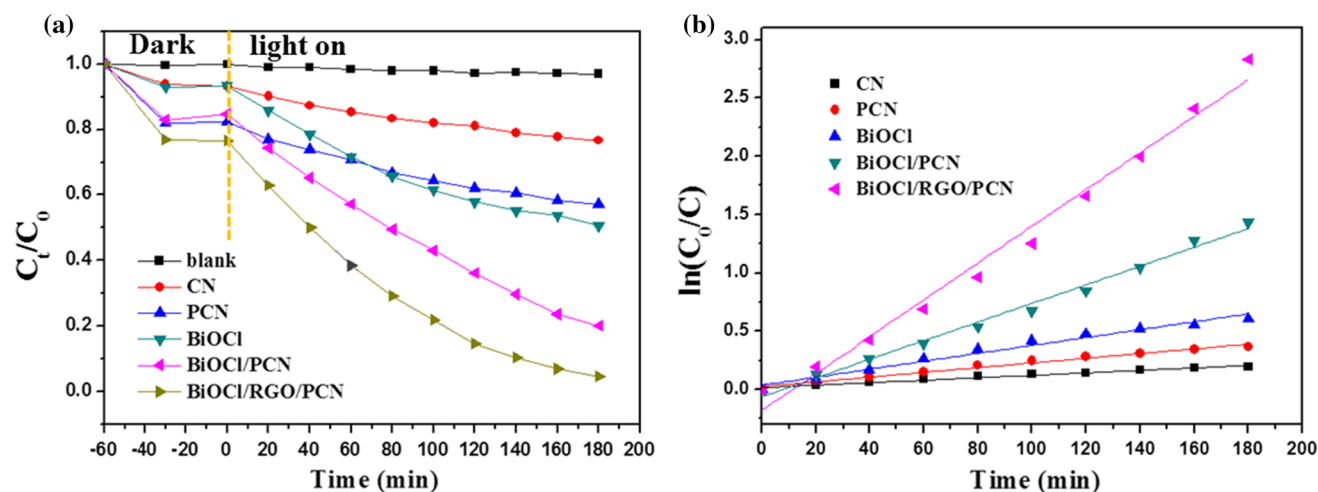 (a)
Dark
light on
Ct/C0
1.0
0.8
0.6
0.4
0.2
0.0
blank
CN
PCN
BiOCl
BiOCl/PCN
BiOCl/RGO/PCN
-60 -40 -20 0 20 40 60 80 100 120 140 160 180 200
Time (min)
(b)
ln(C0/C)
3.0
2.5
2.0
1.5
1.0
0.5
0.0
CN
PCN
BiOCl
BiOCl/PCN
BiOCl/RGO/PCN
0 20 40 60 80 100 120 140 160 180 200
Time (min)